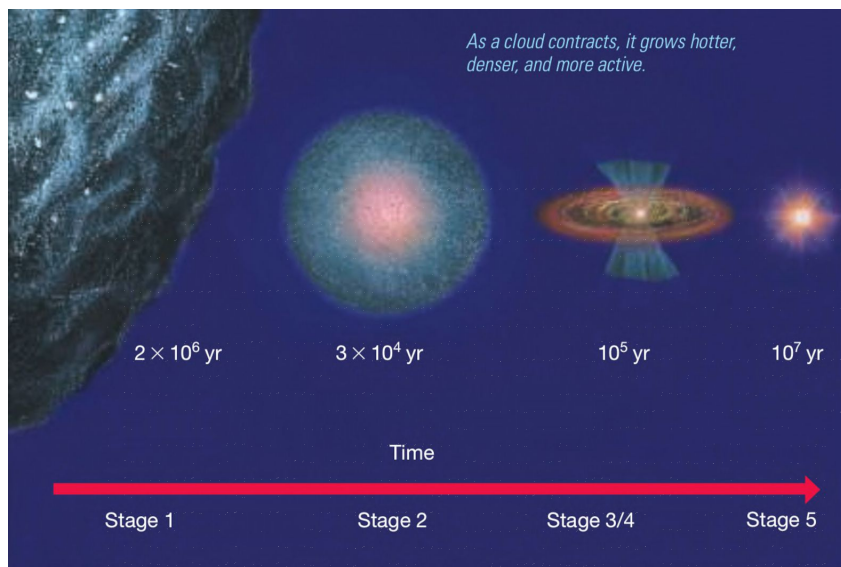 As a cloud contracts, it grows hotter,
denser, and more active.
2 × 10⁶ yr
3 × 10⁴ yr
10⁵ yr
10⁷ yr
Time
Stage 1
Stage 2
Stage 3/4
Stage 5